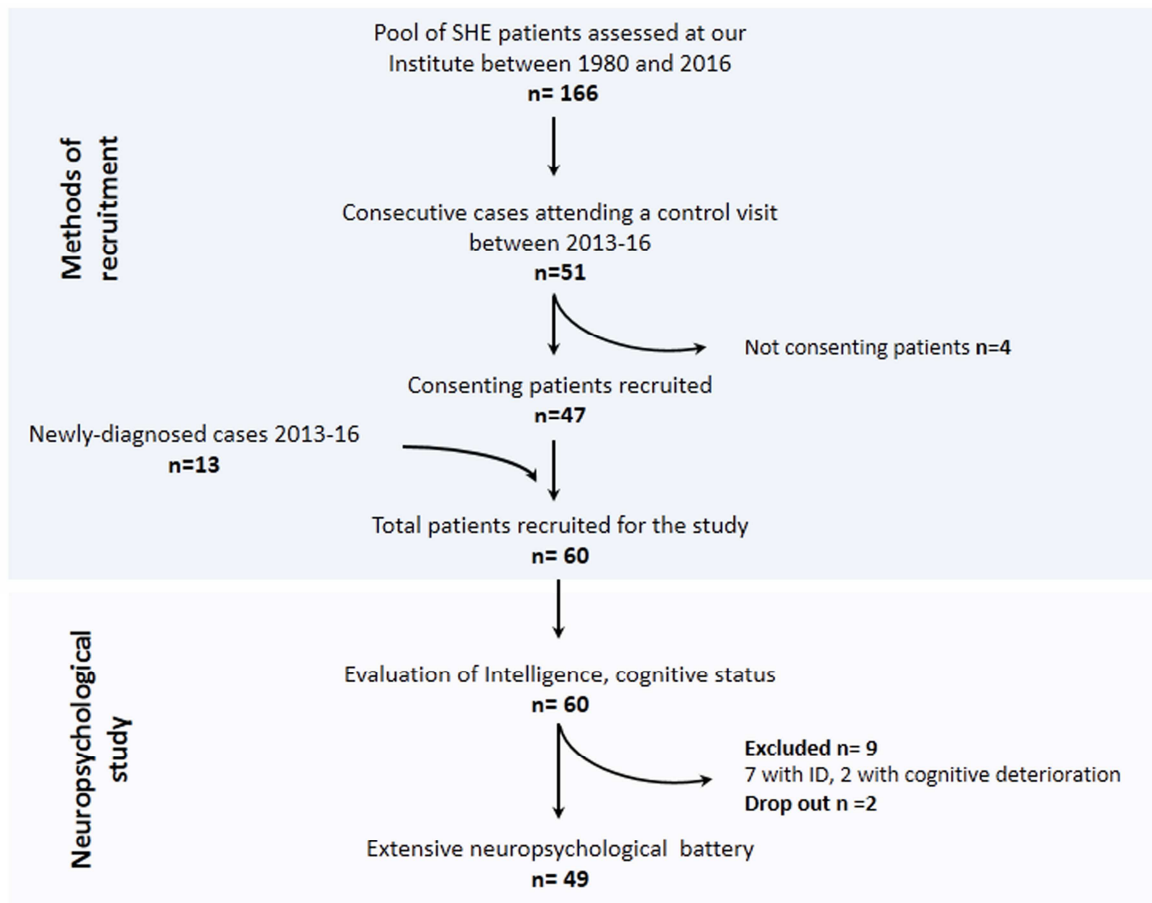 Pool of SHE patients assessed at our
Institute between 1980 and 2016
n= 166
Methods of
recruitment
Consecutive cases attending a control visit
between 2013-16
n=51
Not consenting patients n=4
Consenting patients recruited
n=47
Newly-diagnosed cases 2013-16
n=13
Total patients recruited for the study
n= 60
Neuropsychological
study
Evaluation of Intelligence, cognitive status
n= 60
Excluded n= 9
7 with ID, 2 with cognitive deterioration
Drop out n =2
Extensive neuropsychological battery
n= 49